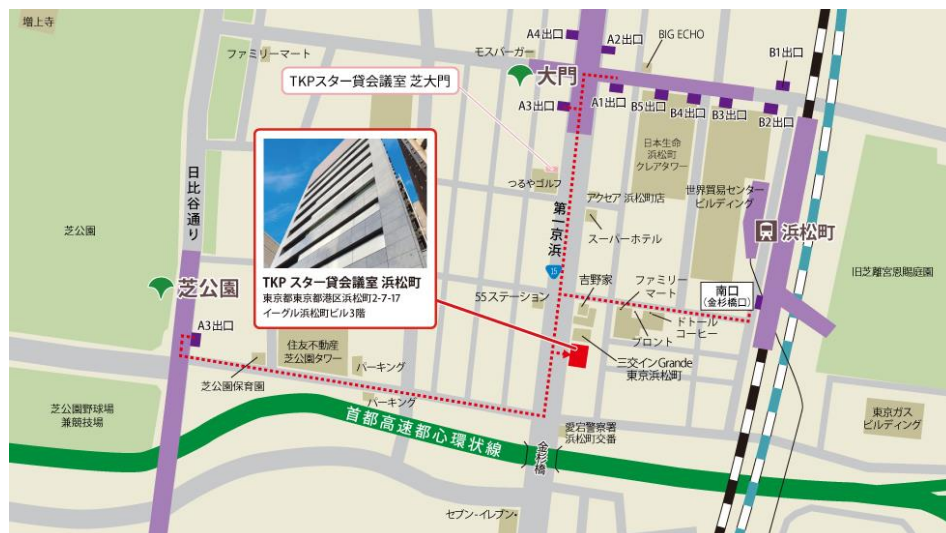 増上寺
ファミリーマート
モスバーガー
A4出口
A2出口
BIG ECHO
B1出口
大門
TKPスター貸会議室 芝大門
A3出口
A1出口
B5出口
B4出口
B3出口
B2出口
日本生命
浜松町
クレアタワー
つるやゴルフ
世界貿易センター
ビルディング
アクセア 浜松町店
日比谷通り
第一京浜
スーパーホテル
浜松町
芝公園
旧芝離宮恩賜庭園
15
TKP スター貸会議室 浜松町
東京都東京都港区浜松町2-7-17
イーグル浜松町ビル3階
芝公園
吉野家
ファミリー
マート
南口
(金杉橋口)
55ステーション
ドトール
コーヒー
プロント
A3出口
住友不動産
芝公園タワー
パーキング
三交インGrande
東京浜松町
芝公園保育園
パーキング
芝公園野球場
兼競技場
首都高速都心環状線
愛宕警察署
浜松町交番
東京ガス
ビルディング
金杉橋
セブン-イレブン